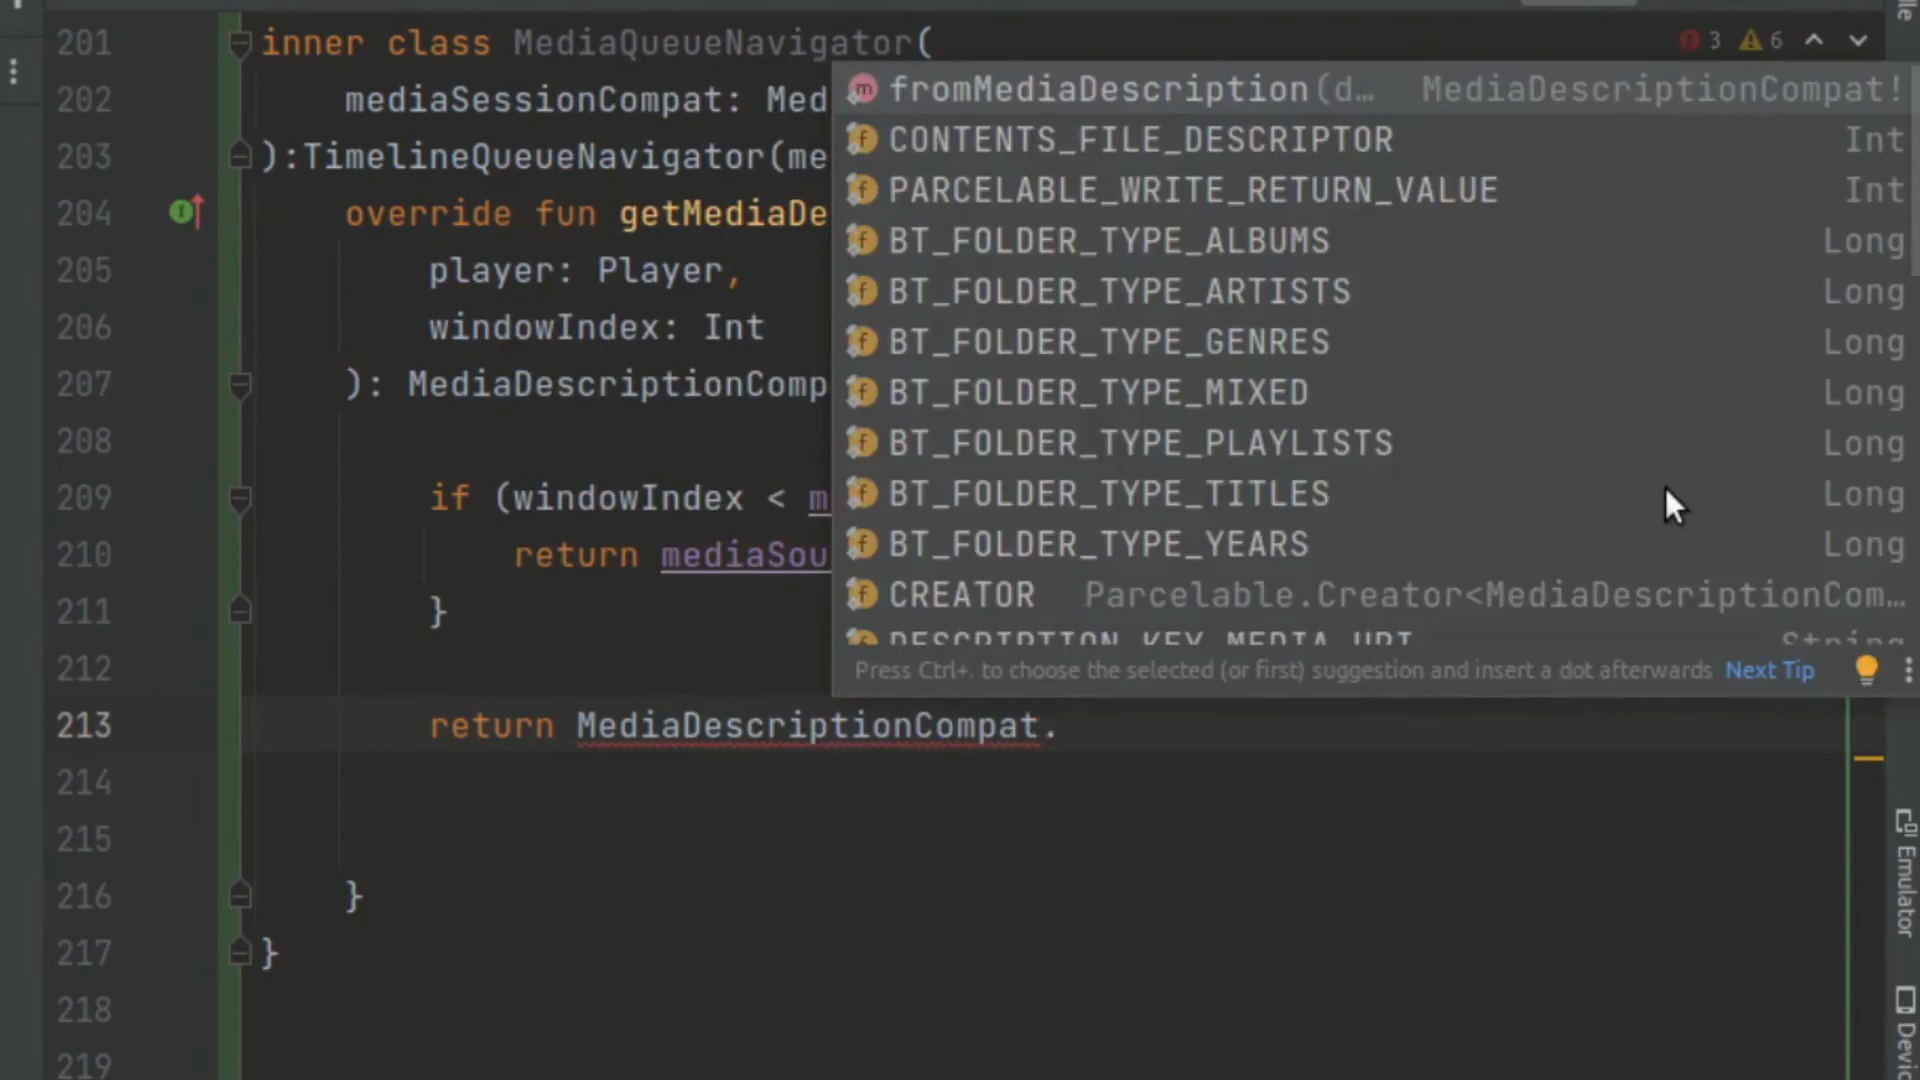 201 inner class MediaQueueNavigator( 3 6
202 mediaSessionCompat: Med
203 ):TimelineQueueNavigator(me
204 override fun getMediaDe
205 player: Player,
206 windowIndex: Int
207 ): MediaDescriptionComp
208
209 if (windowIndex < m
210 return mediaSou
211 }
212
213 return MediaDescriptionCompat.
214
215
216 }
217 }
218
219
fromMediaDescription(d… MediaDescriptionCompat!
CONTENTS_FILE_DESCRIPTOR Int
PARCELABLE_WRITE_RETURN_VALUE Int
BT_FOLDER_TYPE_ALBUMS Long
BT_FOLDER_TYPE_ARTISTS Long
BT_FOLDER_TYPE_GENRES Long
BT_FOLDER_TYPE_MIXED Long
BT_FOLDER_TYPE_PLAYLISTS Long
BT_FOLDER_TYPE_TITLES Long
BT_FOLDER_TYPE_YEARS Long
CREATOR Parcelable.Creator<MediaDescriptionCom…
DESCRIPTION_KEY_MEDIA_URI String
Press Ctrl+. to choose the selected (or first) suggestion and insert a dot afterwards Next Tip
Emulator